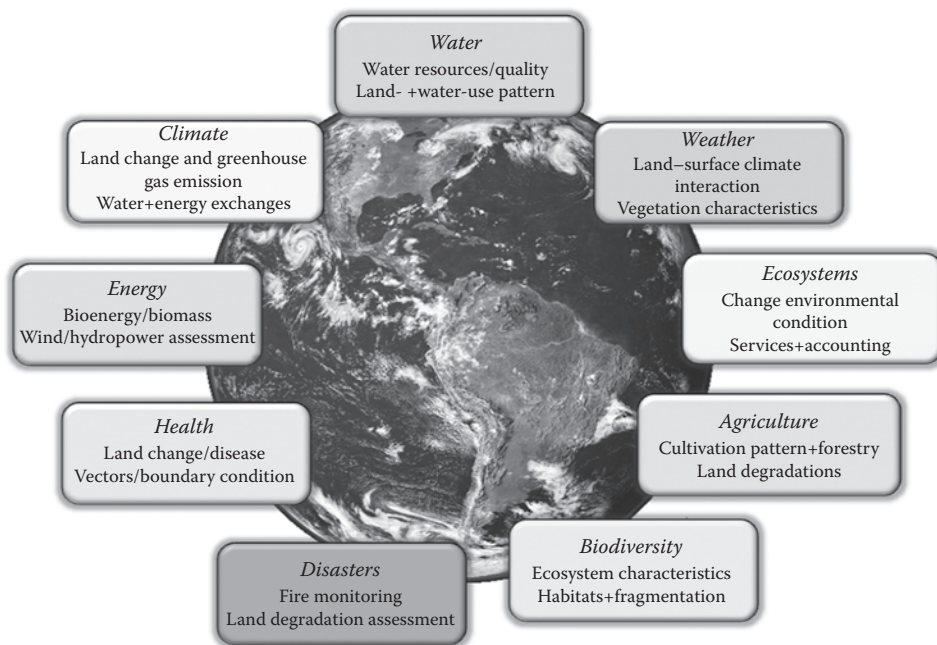 Water
Water resources/quality
Land- +water-use pattern
Climate
Land change and greenhouse
gas emission
Water+energy exchanges
Weather
Land–surface climate
interaction
Vegetation characteristics
Energy
Bioenergy/biomass
Wind/hydropower assessment
Ecosystems
Change environmental
condition
Services+accounting
Health
Land change/disease
Vectors/boundary condition
Agriculture
Cultivation pattern+forestry
Land degradations
Disasters
Fire monitoring
Land degradation assessment
Biodiversity
Ecosystem characteristics
Habitats+fragmentation